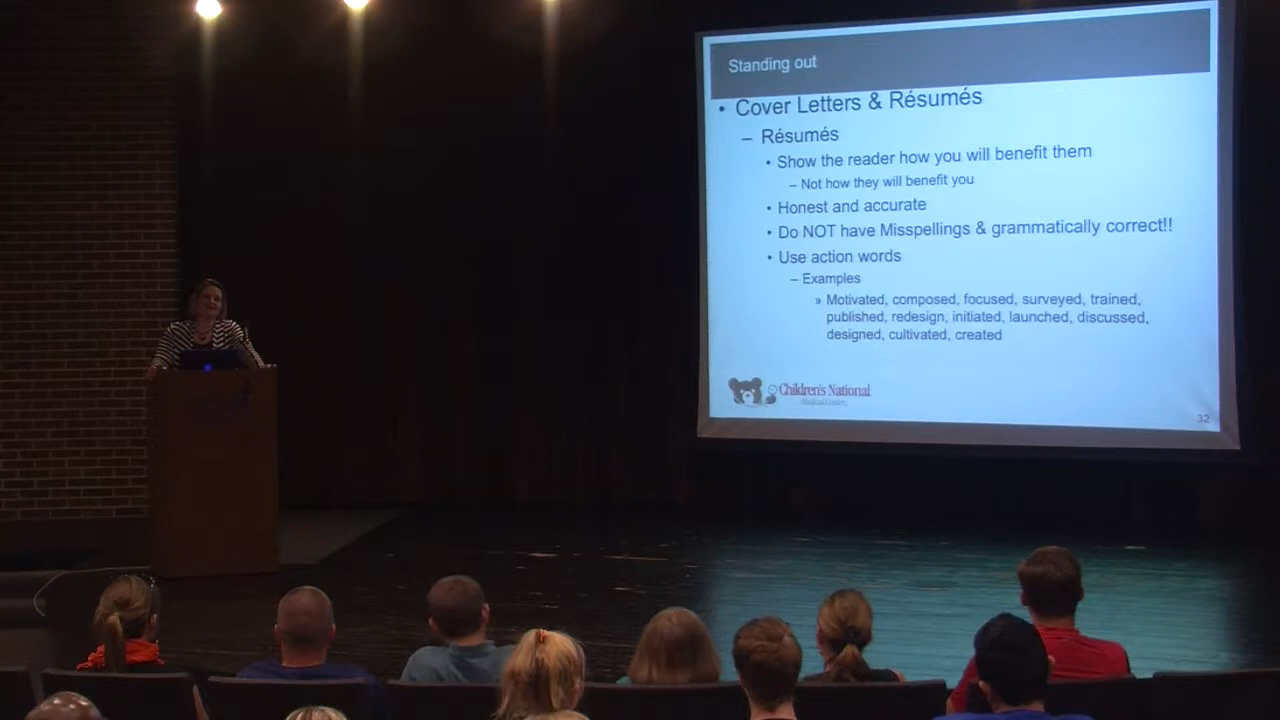 Standing out
• Cover Letters & Résumés
– Résumés
• Show the reader how you will benefit them
– Not how they will benefit you
• Honest and accurate
• Do NOT have Misspellings & grammatically correct!!
• Use action words
– Examples
» Motivated, composed, focused, surveyed, trained,
published, redesign, initiated, launched, discussed,
designed, cultivated, created
Children's National
Medical Center
32